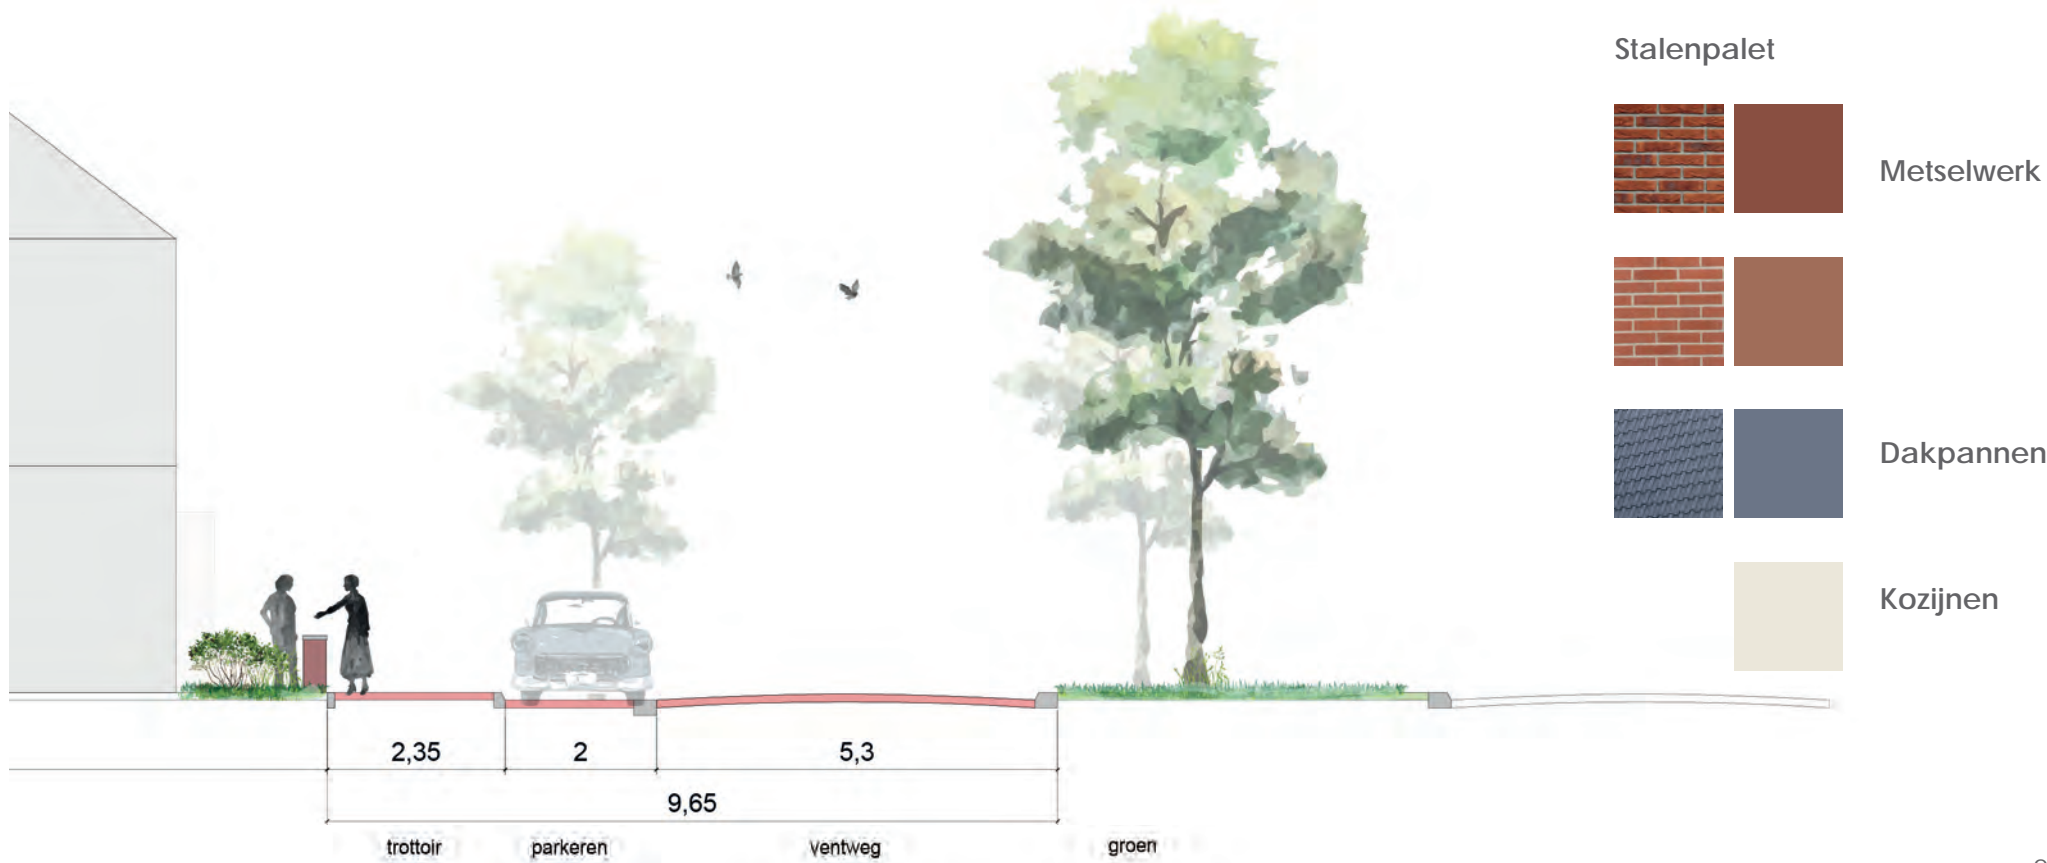 Stalenpalet
Metselwerk
Dakpannen
Kozijnen
2,35
2
5,3
9,65
trottoir
parkeren
ventweg
groen